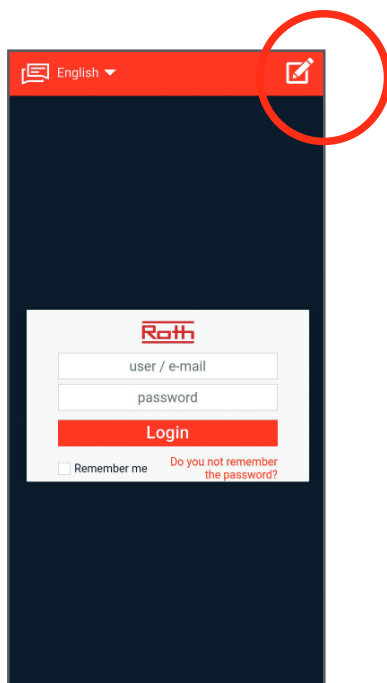 English
Roth
user / e-mail
password
Login
Remember me
Do you not remember
the password?